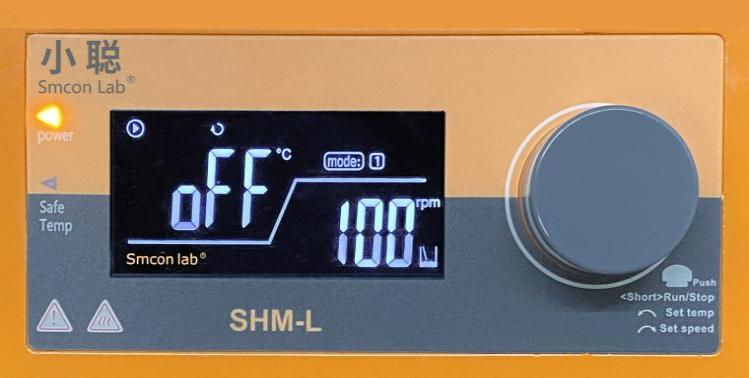 小聪
Smcon Lab®
power
Safe
Temp
°C
mode: 1
oFF
100 rpm
Smcon lab®
SHM-L
Push
<Short>Run/Stop
Set temp
Set speed